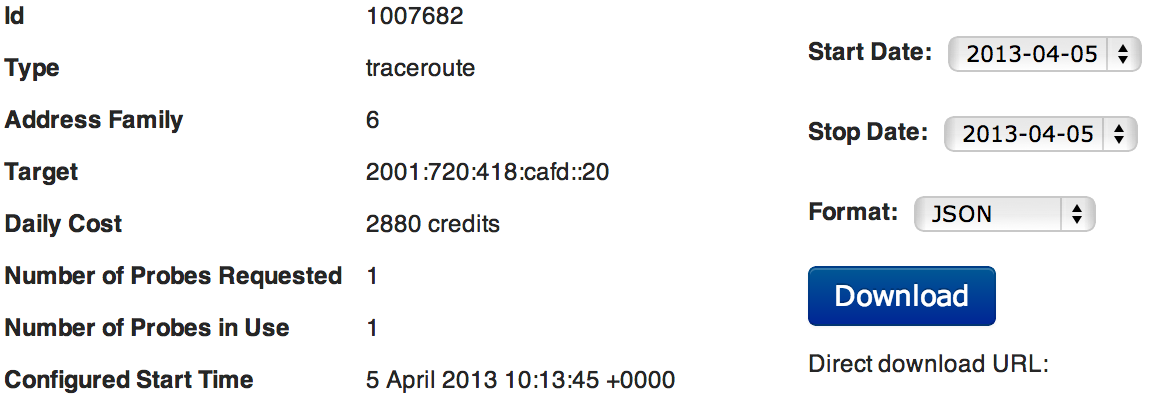 Id 1007682
Type traceroute
Address Family 6
Target 2001:720:418:cafd::20
Daily Cost 2880 credits
Number of Probes Requested 1
Number of Probes in Use 1
Configured Start Time 5 April 2013 10:13:45 +0000
Start Date: 2013-04-05
Stop Date: 2013-04-05
Format: JSON
Download
Direct download URL: